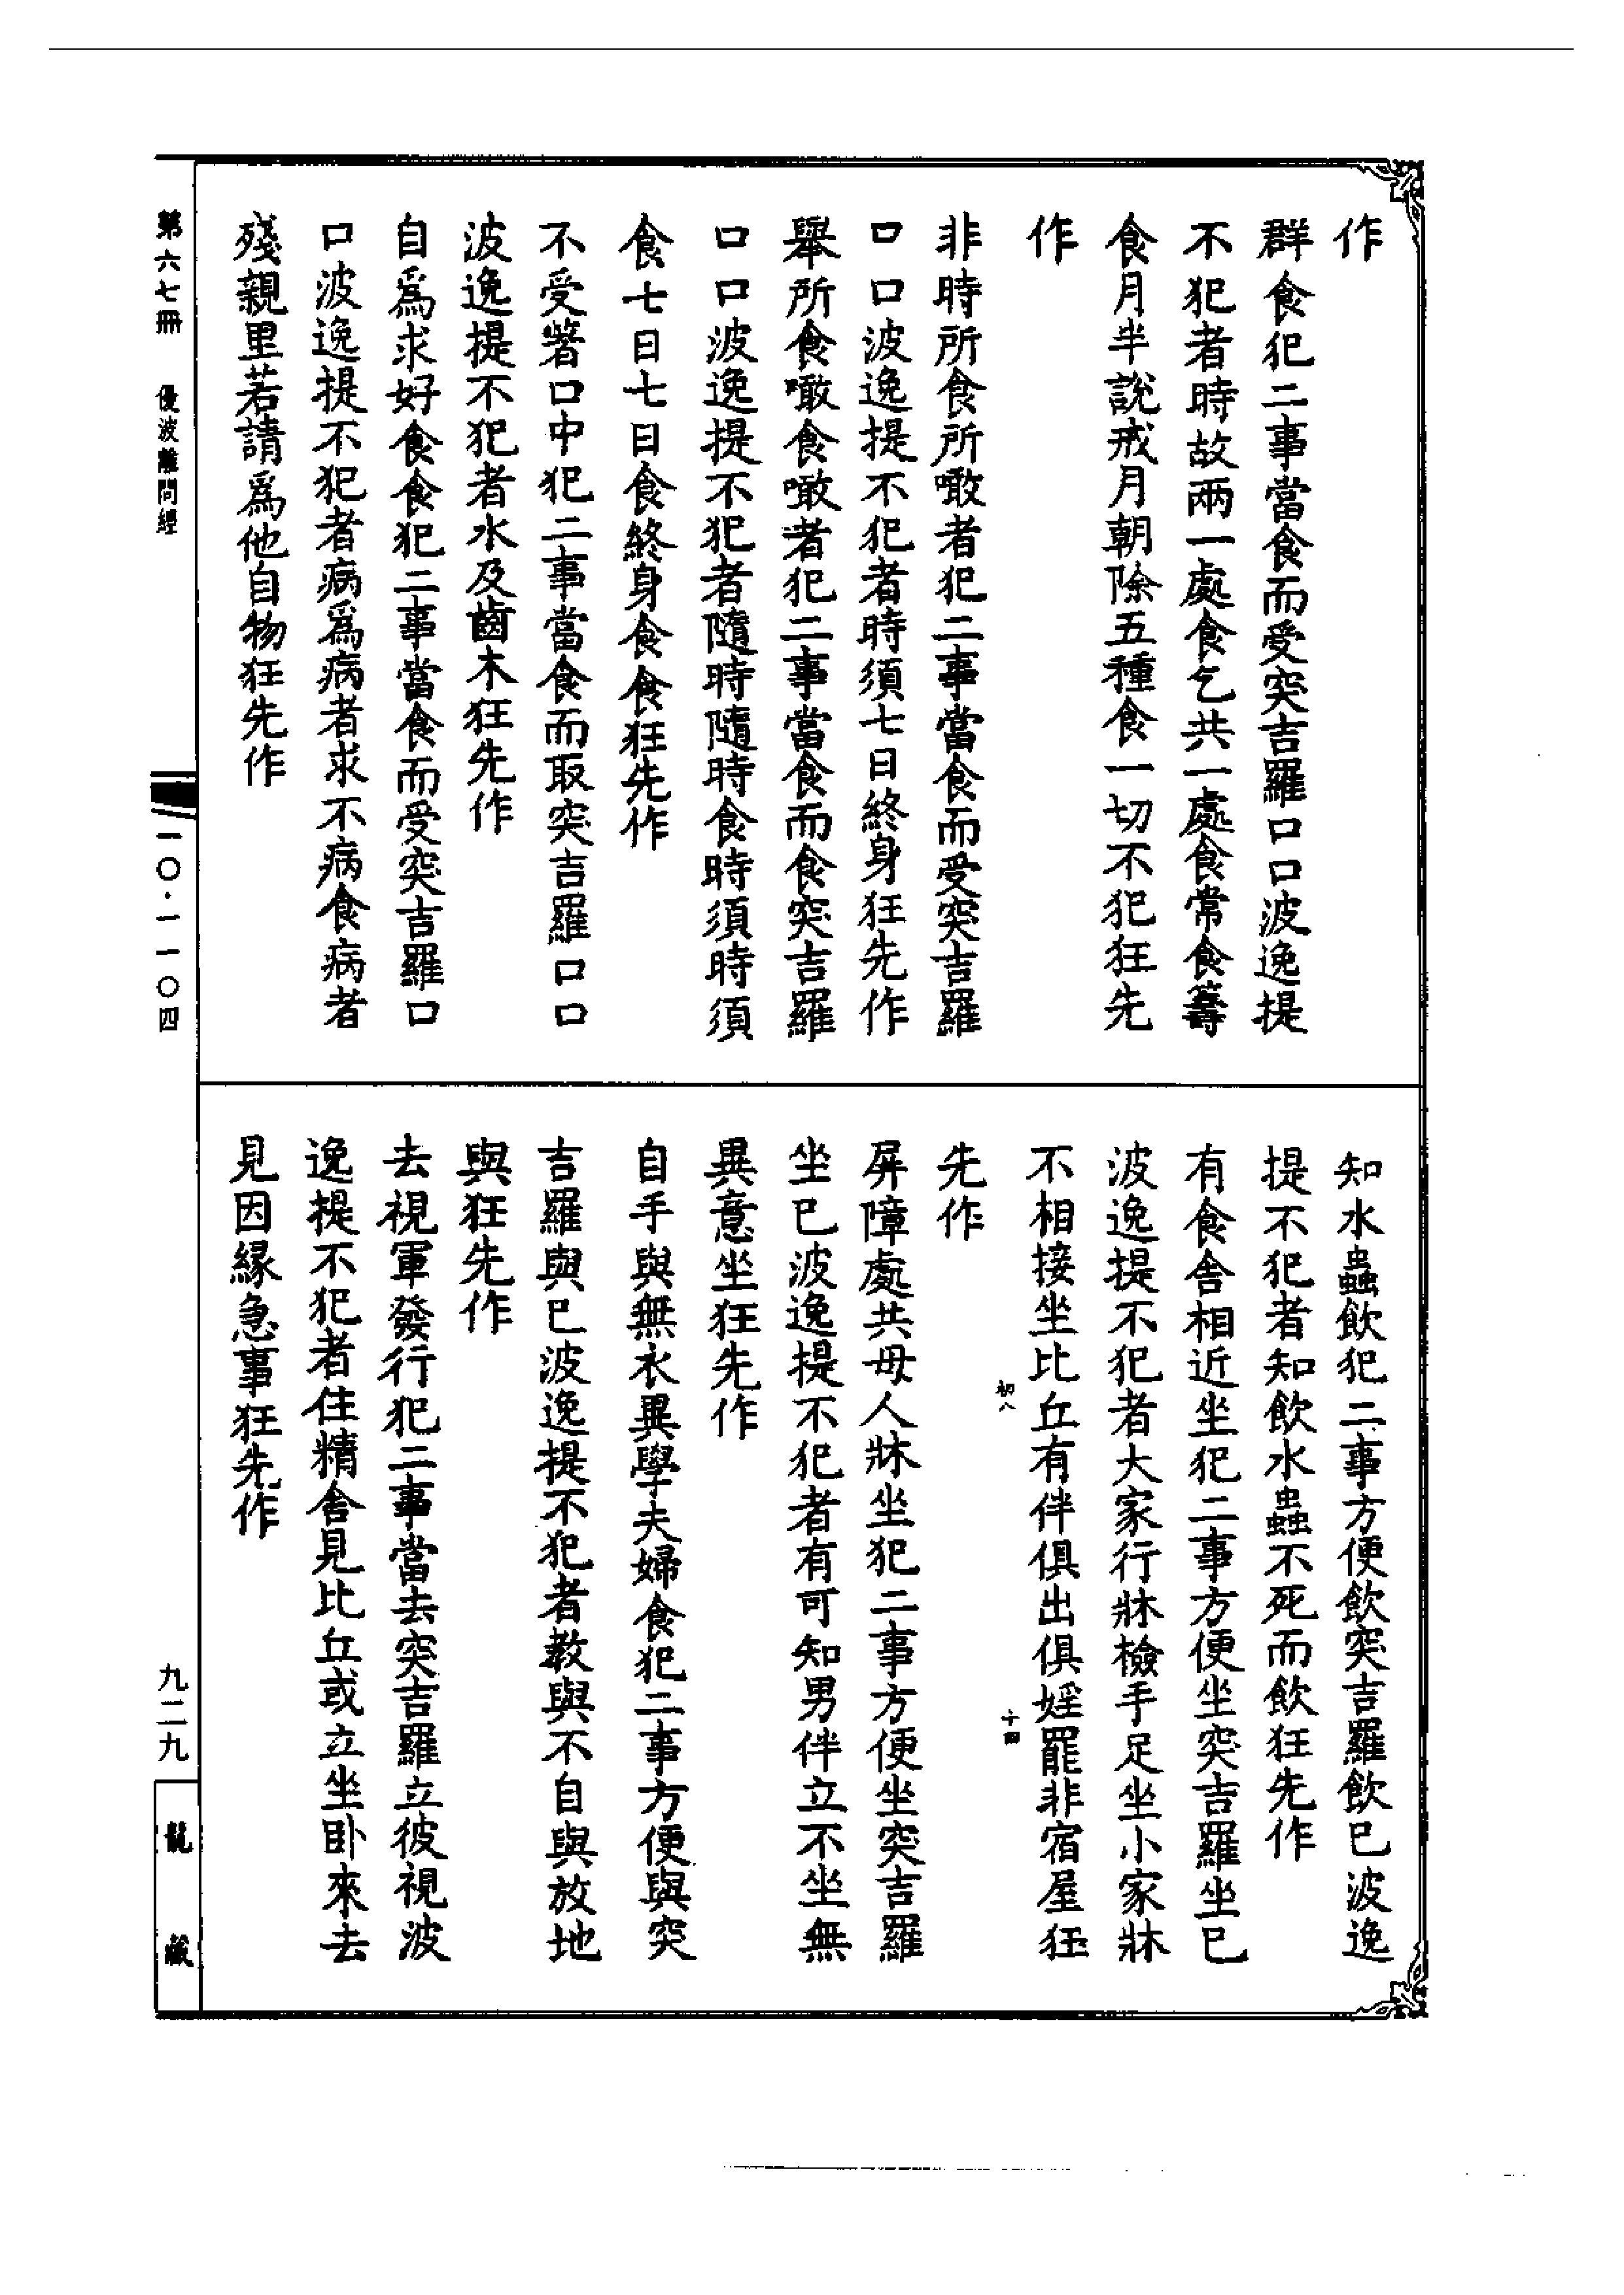 作
群食犯二事當食而受突吉羅口口波逸提
不犯者時故兩一處食乞共一處食常食籌
食月半說戒月朝除五種食一切不犯狂先
作
非時所食所噉者犯二事當食而受突吉羅
口口波逸提不犯者時須七日終身狂先作
舉所食噉食噉者犯二事當食而食突吉羅
口口波逸提不犯者隨時隨時食時須時須
食七日七日食終身食食狂先作
不受著口中犯二事當食而取突吉羅口口
波逸提不犯者水及齒木狂先作
自爲求好食食犯二事當食而受突吉羅口
口波逸提不犯者病爲病者求不病食病者
殘親里若請爲他自物狂先作
知水蟲飲犯二事方便飲突吉羅飲已波逸
提不犯者知飲水蟲不死而飲狂先作
有食舍相近坐犯二事方便坐突吉羅坐已
波逸提不犯者大家行牀檢手足坐小家牀
不相接坐比丘有伴俱出俱婬罷非宿屋狂
初八 十四
先作
屏障處共母人牀坐犯二事方便坐突吉羅
坐已波逸提不犯者有可知男伴立不坐無
異意坐狂先作
自手與無衣異學夫婦食犯二事方便與突
吉羅與已波逸提不犯者教與不自與放地
與狂先作
去視軍發行犯二事當去突吉羅立彼視波
逸提不犯者住精舍見比丘或立坐卧來去
見因緣急事狂先作
第六七冊 優波離問經
一〇·一一〇四
九二九
龍藏